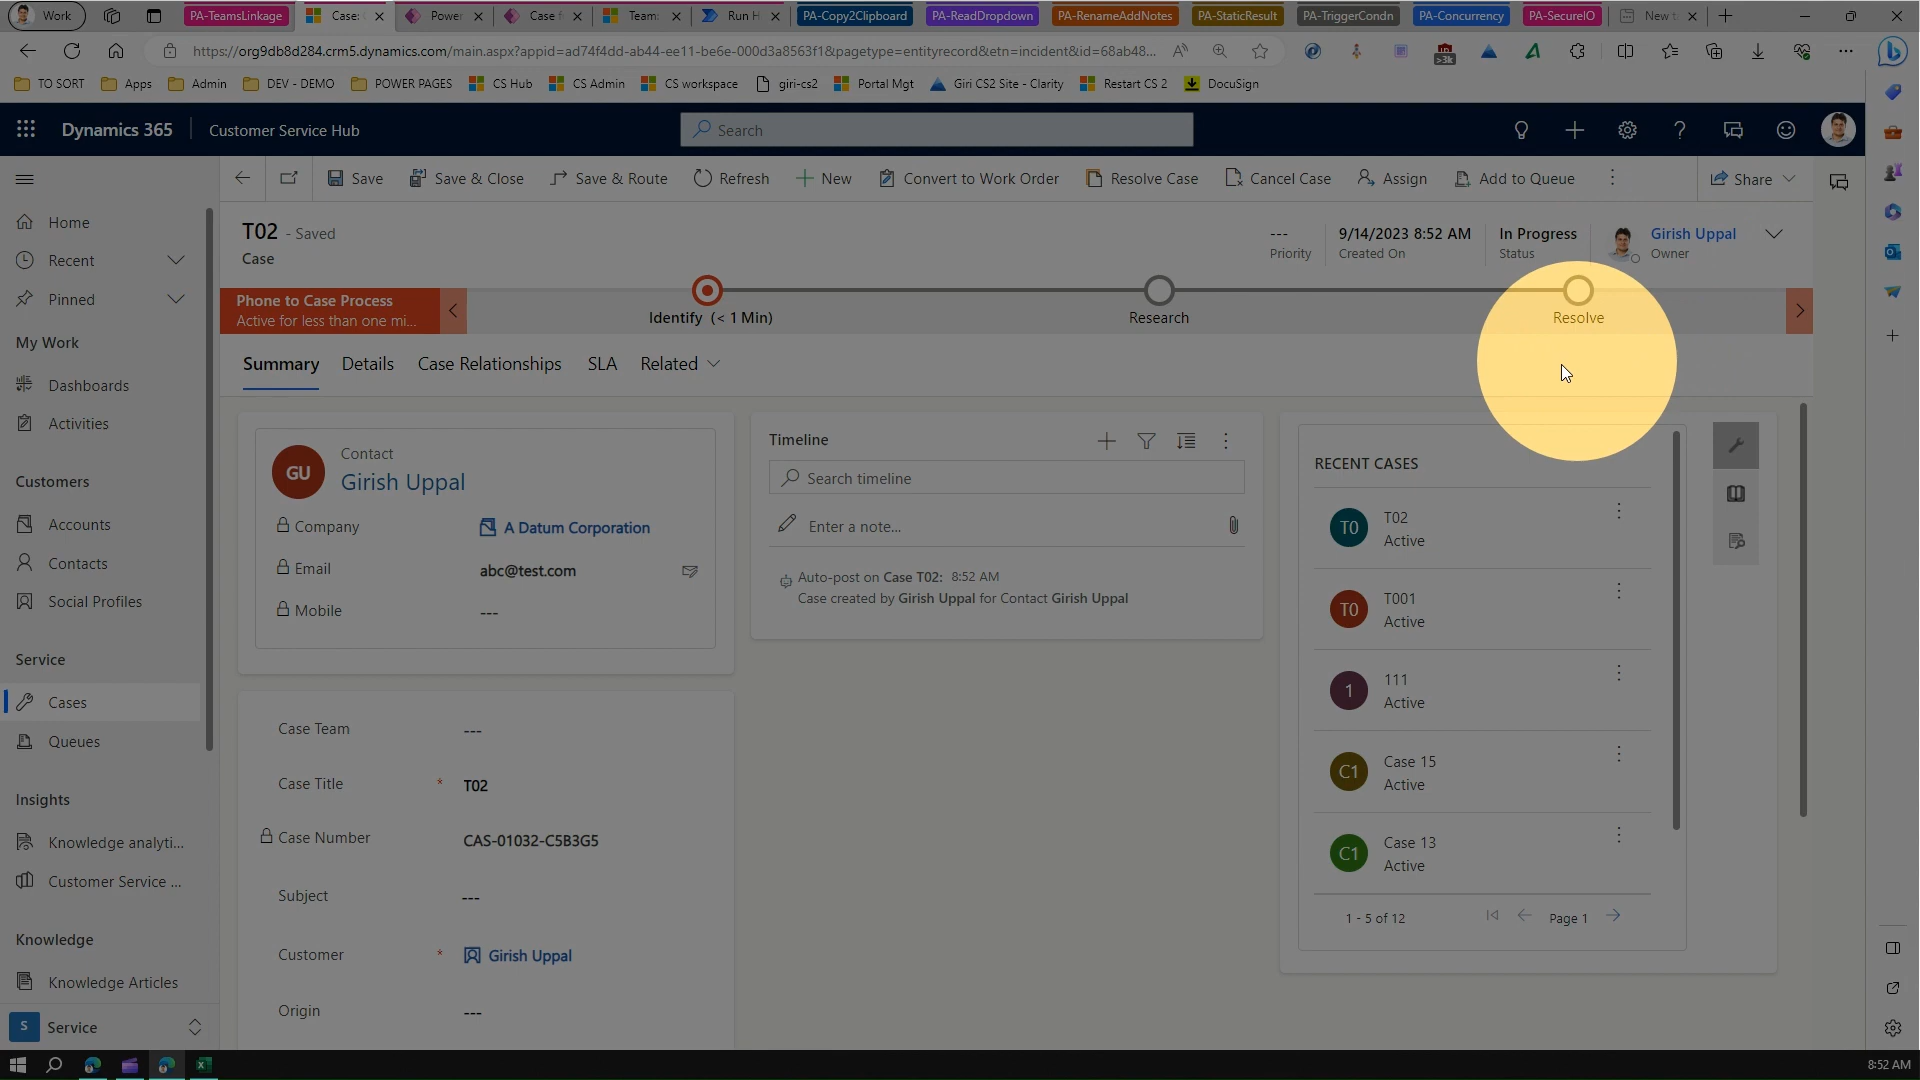 Work
PA-TeamsLinkage
Case:
Power
Case f
Team:
Run H
PA-Copy2Clipboard
PA-ReadDropdown
PA-RenameAddNotes
PA-StaticResult
PA-TriggerCondn
PA-Concurrency
PA-SecureIO
New t
https://org9db8d284.crm5.dynamics.com/main.aspx?appid=ad74f4dd-ab44-ee11-be6e-000d3a8563f1&pagetype=entityrecord&etn=incident&id=68ab48...
>3k
TO SORT
Apps
Admin
DEV - DEMO
POWER PAGES
CS Hub
CS Admin
CS workspace
giri-cs2
Portal Mgt
Giri CS2 Site - Clarity
Restart CS 2
DocuSign
Dynamics 365
Customer Service Hub
Search
Save
Save & Close
Save & Route
Refresh
New
Convert to Work Order
Resolve Case
Cancel Case
Assign
Add to Queue
Share
Home
Recent
Pinned
My Work
Dashboards
Activities
Customers
Accounts
Contacts
Social Profiles
Service
Cases
Queues
Insights
Knowledge analyti...
Customer Service ...
Knowledge
Knowledge Articles
S
Service
T02 - Saved
Case
---
Priority
9/14/2023 8:52 AM
Created On
In Progress
Status
Girish Uppal
Owner
Phone to Case Process
Active for less than one mi...
Identify (< 1 Min)
Research
Resolve
Summary
Details
Case Relationships
SLA
Related
GU
Contact
Girish Uppal
Company
A Datum Corporation
Email
abc@test.com
Mobile
---
Case Team
---
Case Title
*
T02
Case Number
CAS-01032-C5B3G5
Subject
---
Customer
*
Girish Uppal
Origin
---
Timeline
Search timeline
Enter a note...
Auto-post on Case T02: 8:52 AM
Case created by Girish Uppal for Contact Girish Uppal
RECENT CASES
T0
T02
Active
T0
T001
Active
1
111
Active
C1
Case 15
Active
C1
Case 13
Active
1 - 5 of 12
Page 1
8:52 AM